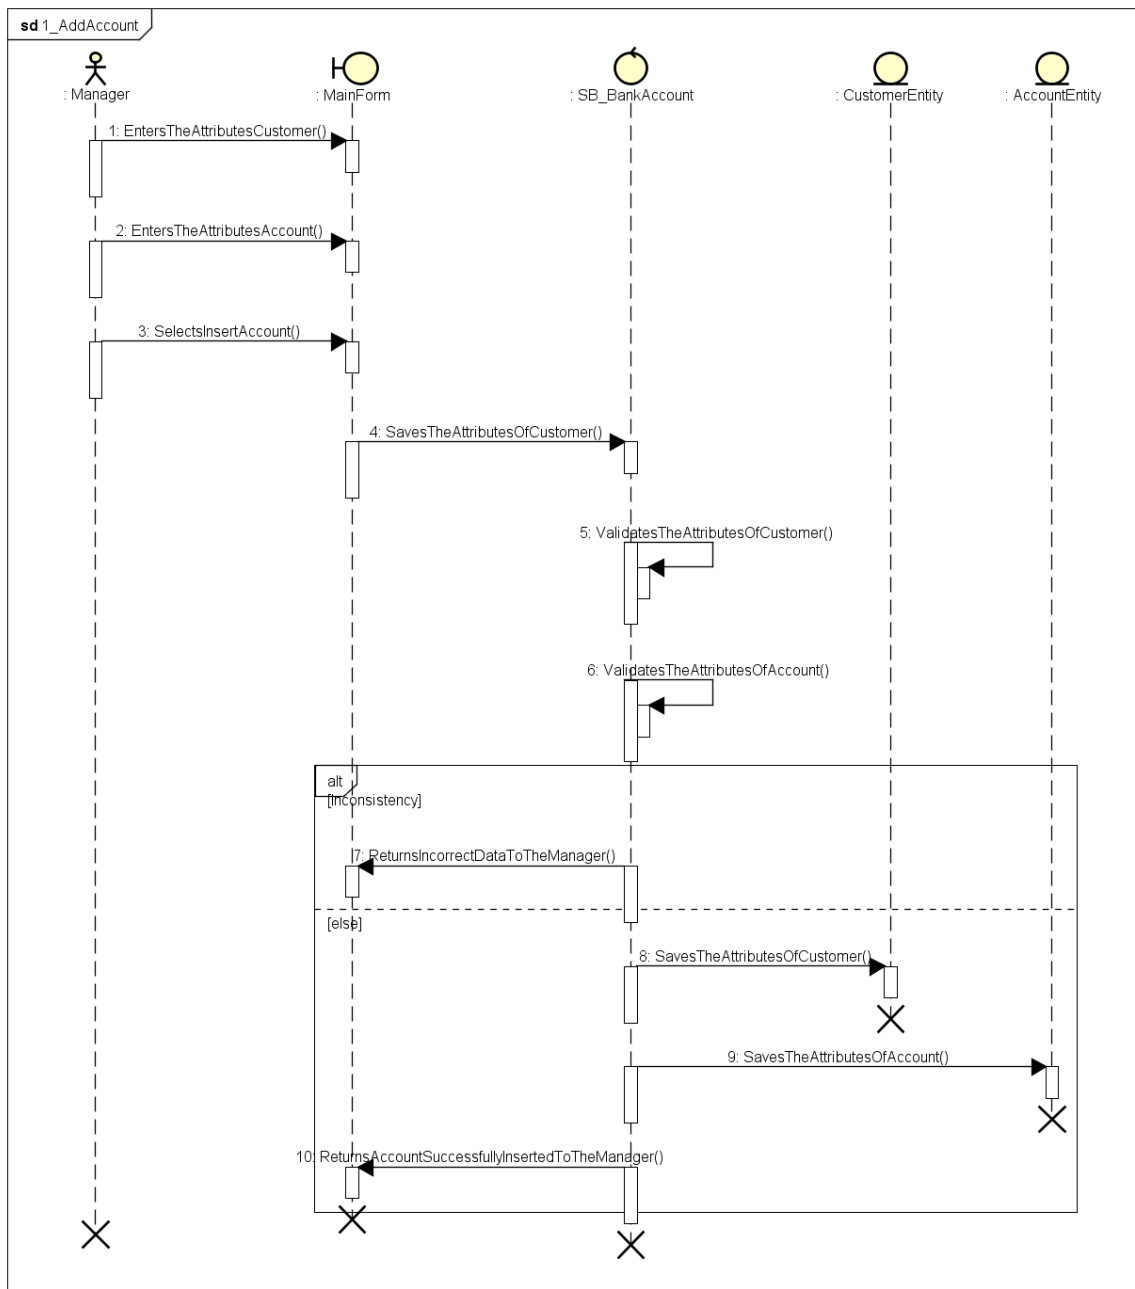 sd 1_AddAccount
: Manager
: MainForm
: SB_BankAccount
: CustomerEntity
: AccountEntity
1: EntersTheAttributesCustomer()
2: EntersTheAttributesAccount()
3: SelectsInsertAccount()
4: SavesTheAttributesOfCustomer()
5: ValidatesTheAttributesOfCustomer()
6: ValidatesTheAttributesOfAccount()
alt
[Inconsistency]
7: ReturnsIncorrectDataToTheManager()
[else]
8: SavesTheAttributesOfCustomer()
9: SavesTheAttributesOfAccount()
10: ReturnsAccountSuccessfullyInsertedToTheManager()